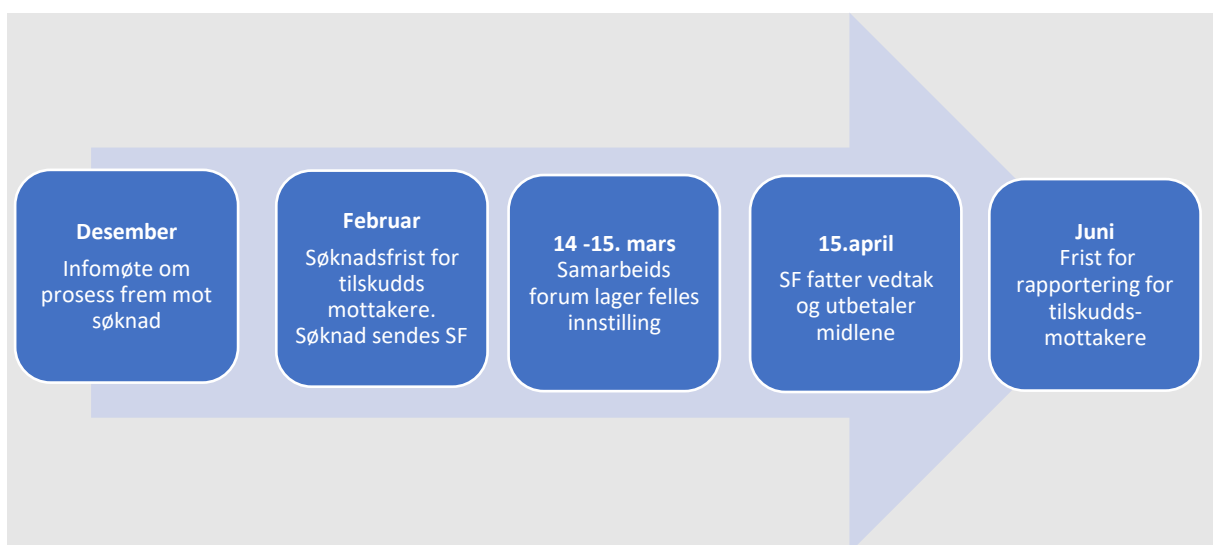 Desember
Infomøte om
prosess frem mot
søknad
Februar
Søknadsfrist for
tilskudds
mottakere.
Søknad sendes SF
14 -15. mars
Samarbeids
forum lager felles
innstilling
15.april
SF fatter vedtak
og utbetaler
midlene
Juni
Frist for
rapportering for
tilskudds-
mottakere